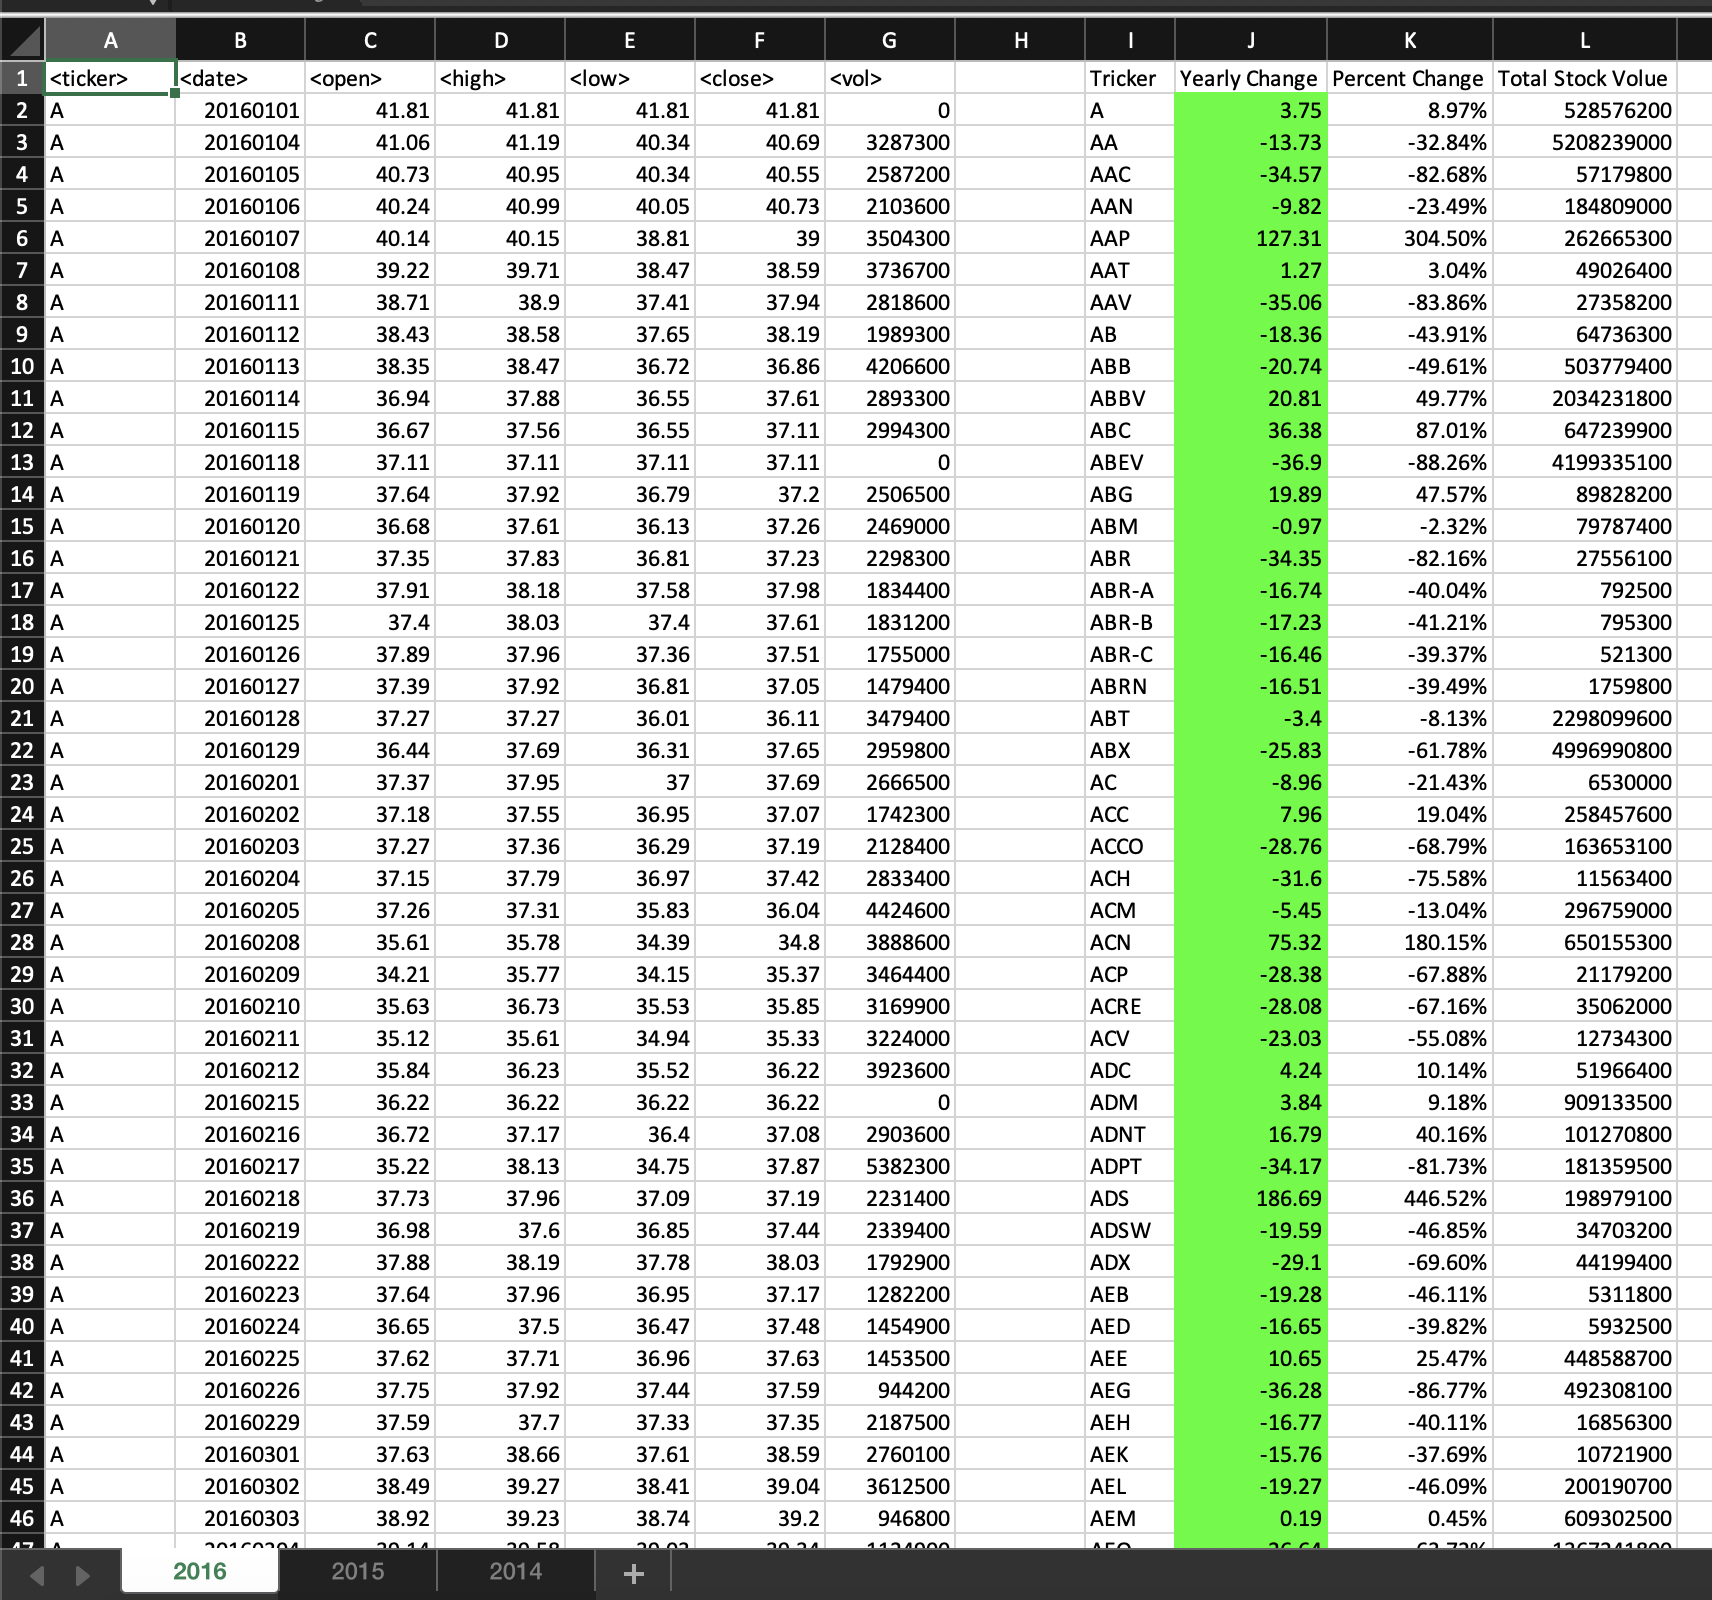 A B C D E F G H I J K L
1 <ticker> <date> <open> <high> <low> <close> <vol> Tricker Yearly Change Percent Change Total Stock Volue
2 A 20160101 41.81 41.81 41.81 41.81 0 A 3.75 8.97% 528576200
3 A 20160104 41.06 41.19 40.34 40.69 3287300 AA -13.73 -32.84% 5208239000
4 A 20160105 40.73 40.95 40.34 40.55 2587200 AAC -34.57 -82.68% 57179800
5 A 20160106 40.24 40.99 40.05 40.73 2103600 AAN -9.82 -23.49% 184809000
6 A 20160107 40.14 40.15 38.81 39 3504300 AAP 127.31 304.50% 262665300
7 A 20160108 39.22 39.71 38.47 38.59 3736700 AAT 1.27 3.04% 49026400
8 A 20160111 38.71 38.9 37.41 37.94 2818600 AAV -35.06 -83.86% 27358200
9 A 20160112 38.43 38.58 37.65 38.19 1989300 AB -18.36 -43.91% 64736300
10 A 20160113 38.35 38.47 36.72 36.86 4206600 ABB -20.74 -49.61% 503779400
11 A 20160114 36.94 37.88 36.55 37.61 2893300 ABBV 20.81 49.77% 2034231800
12 A 20160115 36.67 37.56 36.55 37.11 2994300 ABC 36.38 87.01% 647239900
13 A 20160118 37.11 37.11 37.11 37.11 0 ABEV -36.9 -88.26% 4199335100
14 A 20160119 37.64 37.92 36.79 37.2 2506500 ABG 19.89 47.57% 89828200
15 A 20160120 36.68 37.61 36.13 37.26 2469000 ABM -0.97 -2.32% 79787400
16 A 20160121 37.35 37.83 36.81 37.23 2298300 ABR -34.35 -82.16% 27556100
17 A 20160122 37.91 38.18 37.58 37.98 1834400 ABR-A -16.74 -40.04% 792500
18 A 20160125 37.4 38.03 37.4 37.61 1831200 ABR-B -17.23 -41.21% 795300
19 A 20160126 37.89 37.96 37.36 37.51 1755000 ABR-C -16.46 -39.37% 521300
20 A 20160127 37.39 37.92 36.81 37.05 1479400 ABRN -16.51 -39.49% 1759800
21 A 20160128 37.27 37.27 36.01 36.11 3479400 ABT -3.4 -8.13% 2298099600
22 A 20160129 36.44 37.69 36.31 37.65 2959800 ABX -25.83 -61.78% 4996990800
23 A 20160201 37.37 37.95 37 37.69 2666500 AC -8.96 -21.43% 6530000
24 A 20160202 37.18 37.55 36.95 37.07 1742300 ACC 7.96 19.04% 258457600
25 A 20160203 37.27 37.36 36.29 37.19 2128400 ACCO -28.76 -68.79% 163653100
26 A 20160204 37.15 37.79 36.97 37.42 2833400 ACH -31.6 -75.58% 11563400
27 A 20160205 37.26 37.31 35.83 36.04 4424600 ACM -5.45 -13.04% 296759000
28 A 20160208 35.61 35.78 34.39 34.8 3888600 ACN 75.32 180.15% 650155300
29 A 20160209 34.21 35.77 34.15 35.37 3464400 ACP -28.38 -67.88% 21179200
30 A 20160210 35.63 36.73 35.53 35.85 3169900 ACRE -28.08 -67.16% 35062000
31 A 20160211 35.12 35.61 34.94 35.33 3224000 ACV -23.03 -55.08% 12734300
32 A 20160212 35.84 36.23 35.52 36.22 3923600 ADC 4.24 10.14% 51966400
33 A 20160215 36.22 36.22 36.22 36.22 0 ADM 3.84 9.18% 909133500
34 A 20160216 36.72 37.17 36.4 37.08 2903600 ADNT 16.79 40.16% 101270800
35 A 20160217 35.22 38.13 34.75 37.87 5382300 ADPT -34.17 -81.73% 181359500
36 A 20160218 37.73 37.96 37.09 37.19 2231400 ADS 186.69 446.52% 198979100
37 A 20160219 36.98 37.6 36.85 37.44 2339400 ADSW -19.59 -46.85% 34703200
38 A 20160222 37.88 38.19 37.78 38.03 1792900 ADX -29.1 -69.60% 44199400
39 A 20160223 37.64 37.96 36.95 37.17 1282200 AEB -19.28 -46.11% 5311800
40 A 20160224 36.65 37.5 36.47 37.48 1454900 AED -16.65 -39.82% 5932500
41 A 20160225 37.62 37.71 36.96 37.63 1453500 AEE 10.65 25.47% 448588700
42 A 20160226 37.75 37.92 37.44 37.59 944200 AEG -36.28 -86.77% 492308100
43 A 20160229 37.59 37.7 37.33 37.35 2187500 AEH -16.77 -40.11% 16856300
44 A 20160301 37.63 38.66 37.61 38.59 2760100 AEK -15.76 -37.69% 10721900
45 A 20160302 38.49 39.27 38.41 39.04 3612500 AEL -19.27 -46.09% 200190700
46 A 20160303 38.92 39.23 38.74 39.2 946800 AEM 0.19 0.45% 609302500
2016 2015 2014 +